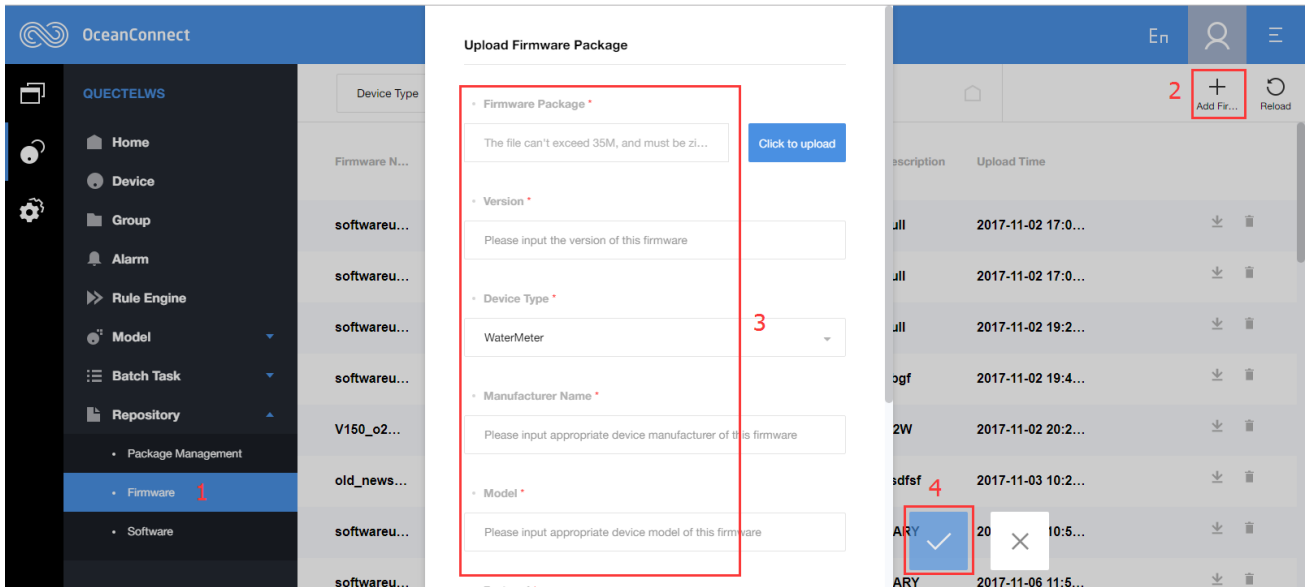 OceanConnect
En
QUECTELWS
Home
Device
Group
Alarm
Rule Engine
Model
Batch Task
Repository
Package Management
Firmware 1
Software
Device Type
2
Add Fir...
Reload
Firmware N...
escription
Upload Time
softwareu...
ull
2017-11-02 17:0...
softwareu...
ull
2017-11-02 17:0...
softwareu...
ull
2017-11-02 19:2...
softwareu...
ogf
2017-11-02 19:4...
V150_o2...
2W
2017-11-02 20:2...
old_news...
sdfsf
2017-11-03 10:2...
softwareu...
ARY
20
10:5...
softwareu...
ARY
2017-11-06 11:5...
Upload Firmware Package
Firmware Package *
The file can't exceed 35M, and must be zi...
Click to upload
Version *
Please input the version of this firmware
Device Type *
WaterMeter
3
Manufacturer Name *
Please input appropriate device manufacturer of this firmware
Model *
Please input appropriate device model of this firmware
4